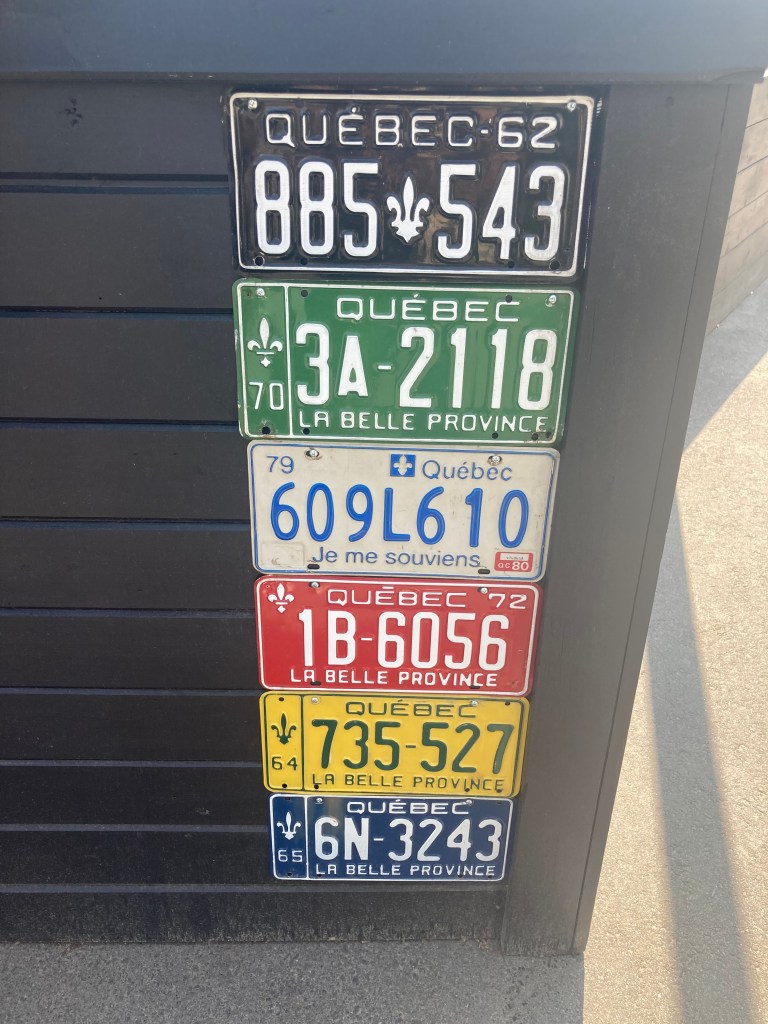 QUÉBEC-62
885 543
QUÉBEC
70
3A-2118
LA BELLE PROVINCE
79 Québec
609L610
Je me souviens
QC 80
QUÉBEC 72
1B-6056
LA BELLE PROVINCE
QUÉBEC
64
735-527
LA BELLE PROVINCE
QUÉBEC
65
6N-3243
LA BELLE PROVINCE